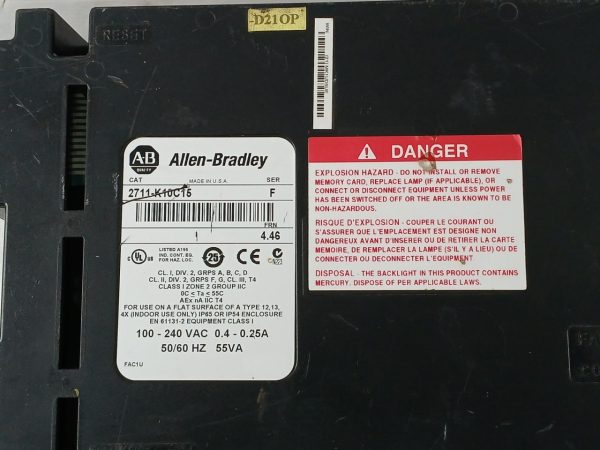 -D21OP
RESET
AB
QUALITY
Allen-Bradley
MADE IN U.S.A.
CAT
SER
2711-K10C15
F
FRN
4.46
LISTED A196
IND. CONT. EQ.
FOR HAZ. LOC.
C UL US
25
CE
N223
CL. I, DIV. 2, GRPS A, B, C, D
CL. II, DIV. 2, GRPS F, G, CL. III, T4
CLASS I ZONE 2 GROUP IIC
0C ≤ Ta ≤ 55C
AEx nA IIC T4
FOR USE ON A FLAT SURFACE OF A TYPE 12,13,
4X (INDOOR USE ONLY) IP65 OR IP54 ENCLOSURE
EN 61131-2 EQUIPMENT CLASS I
100 - 240 VAC 0.4 - 0.25A
50/60 HZ 55VA
FAC1U
DANGER
EXPLOSION HAZARD - DO NOT INSTALL OR REMOVE
MEMORY CARD, REPLACE LAMP (IF APPLICABLE), OR
CONNECT OR DISCONNECT EQUIPMENT UNLESS POWER
HAS BEEN SWITCHED OFF OR THE AREA IS KNOWN TO BE
NON-HAZARDOUS.
RISQUE D'EXPLOSION - COUPER LE COURANT OU
S'ASSURER QUE L'EMPLACEMENT EST DESIGNE NON
DANGEREUX AVANT D'INSERER OU DE RETIRER LA CARTE
MEMOIRE, DE REMPLACER LA LAMPE (S'IL Y A LIEU) OU DE
CONNECTER OU DECONNECTER L'EQUIPEMENT.
DISPOSAL - THE BACKLIGHT IN THIS PRODUCT CONTAINS
MERCURY. DISPOSE OF PER APPLICABLE LAWS.